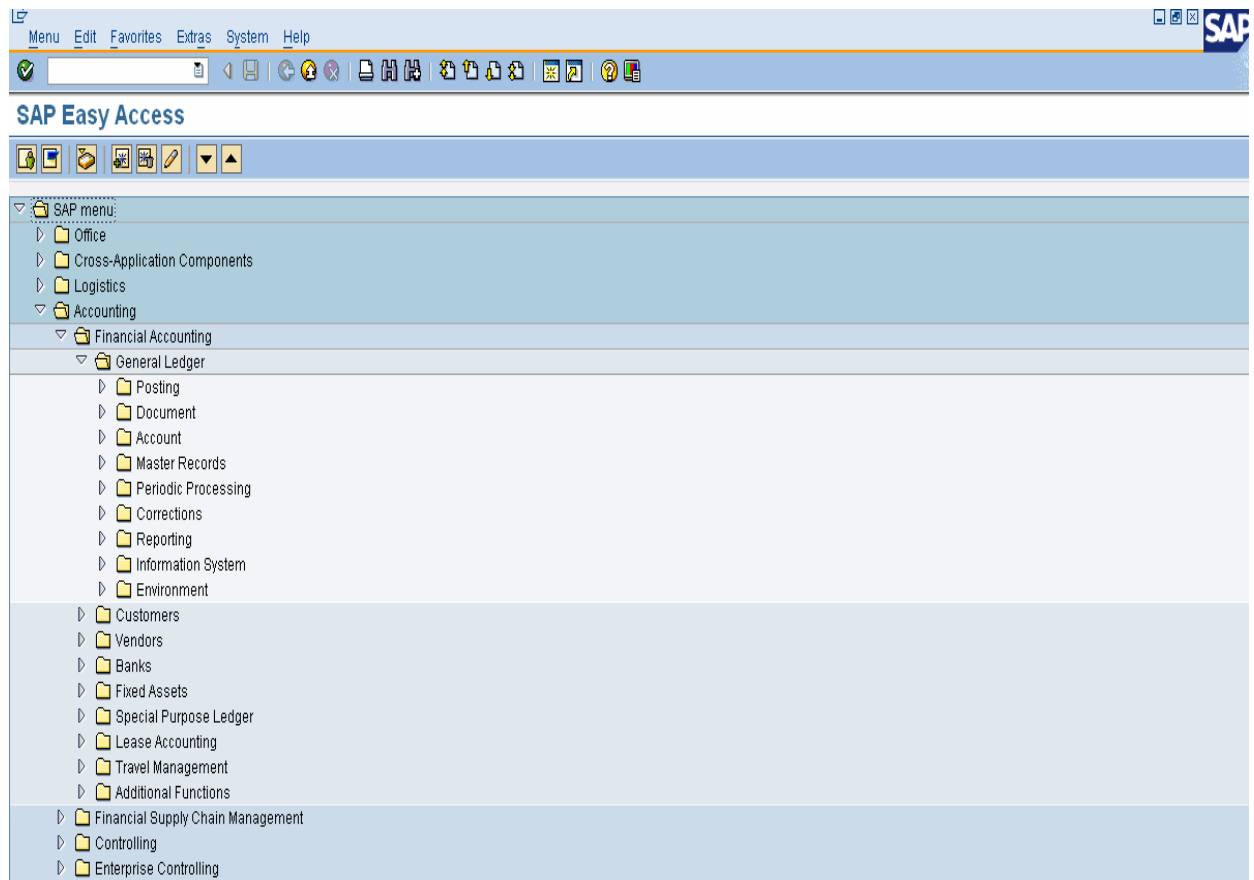 Menu Edit Favorites Extras System Help
SAP
SAP Easy Access
SAP menu
Office
Cross-Application Components
Logistics
Accounting
Financial Accounting
General Ledger
Posting
Document
Account
Master Records
Periodic Processing
Corrections
Reporting
Information System
Environment
Customers
Vendors
Banks
Fixed Assets
Special Purpose Ledger
Lease Accounting
Travel Management
Additional Functions
Financial Supply Chain Management
Controlling
Enterprise Controlling